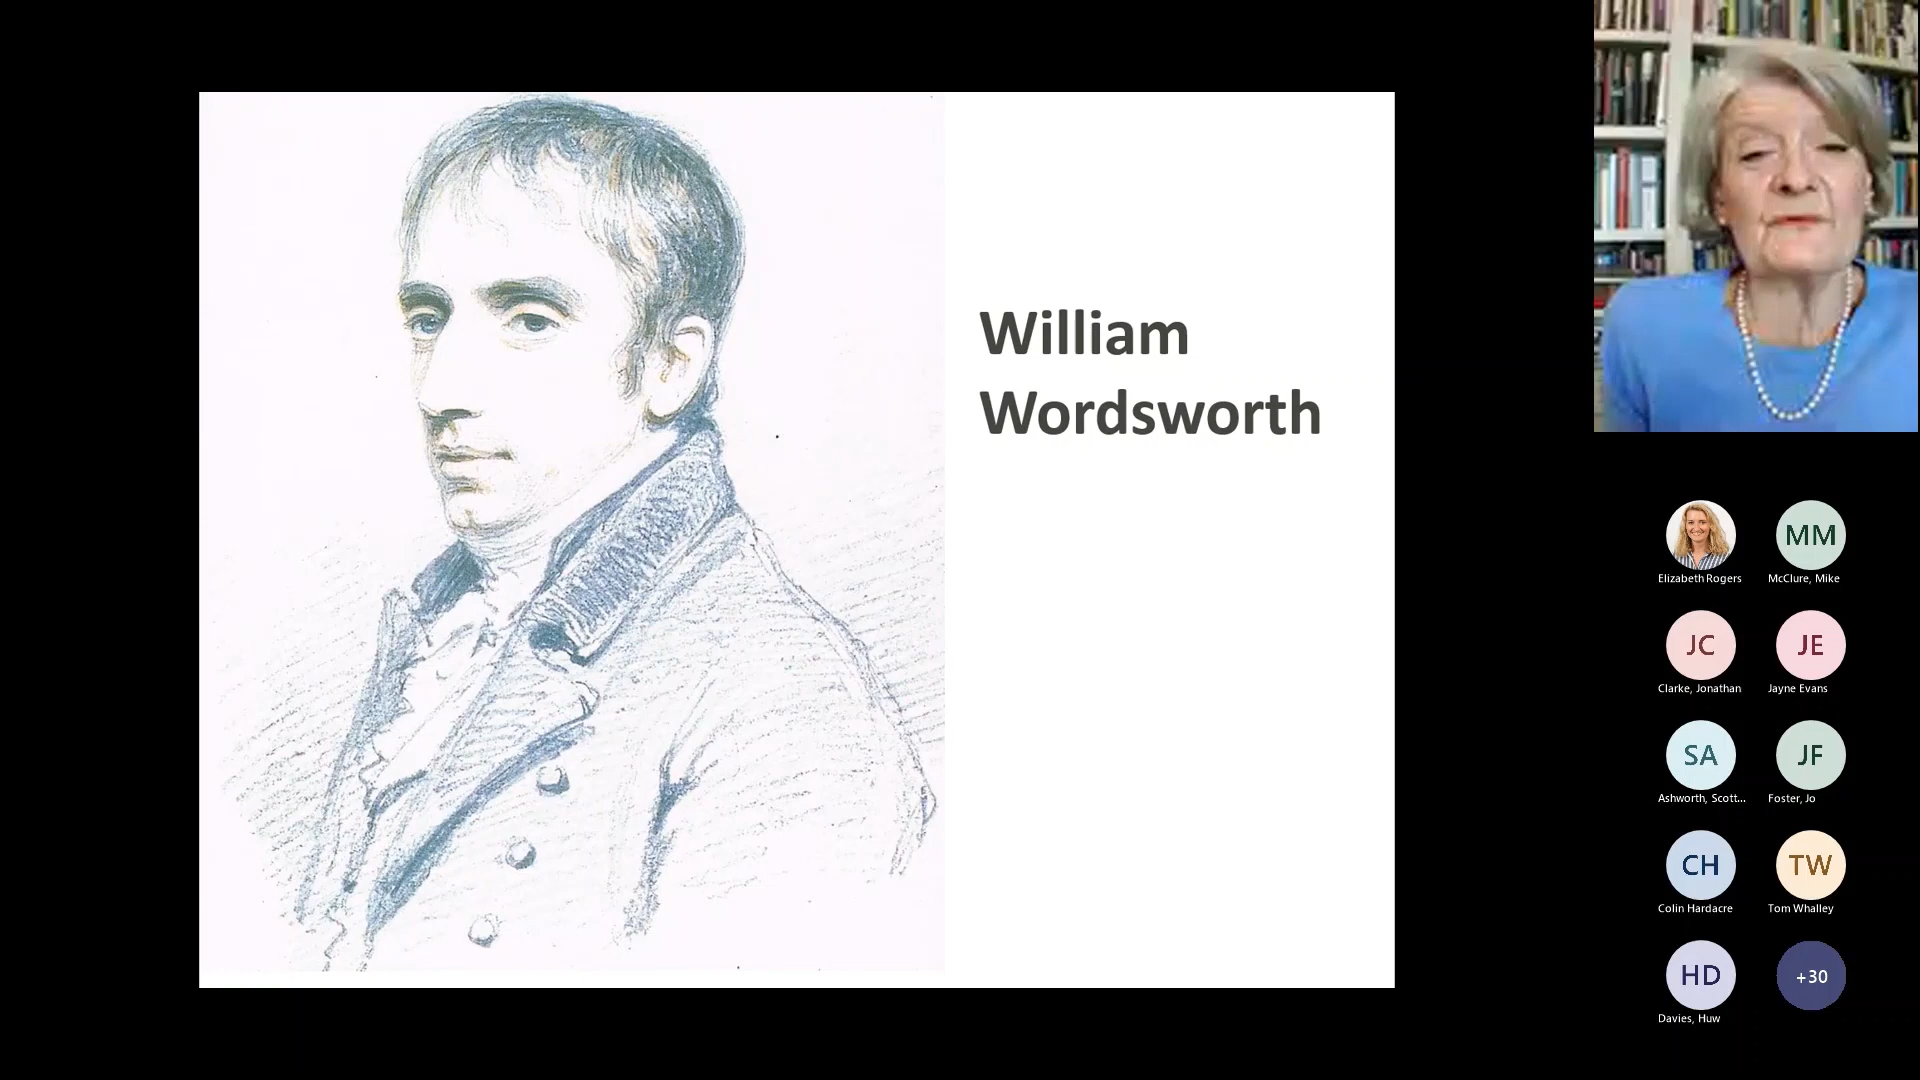 William
Wordsworth
MM
Elizabeth Rogers
McClure, Mike
JC
JE
Clarke, Jonathan
Jayne Evans
SA
JF
Ashworth, Scott...
Foster, Jo
CH
TW
Colin Hardacre
Tom Whalley
HD
+30
Davies, Huw